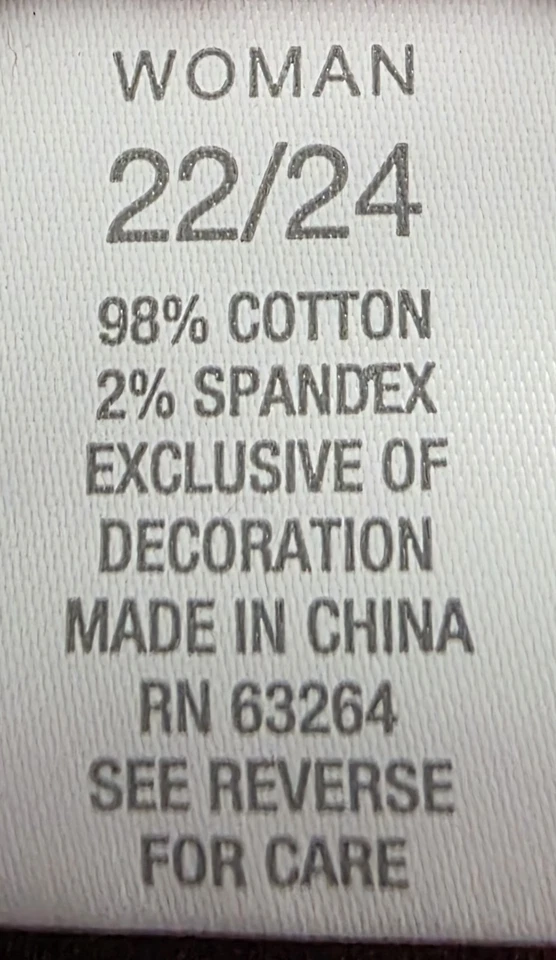 WOMAN
22/24
98% COTTON
2% SPANDEX
EXCLUSIVE OF
DECORATION
MADE IN CHINA
RN 63264
SEE REVERSE
FOR CARE